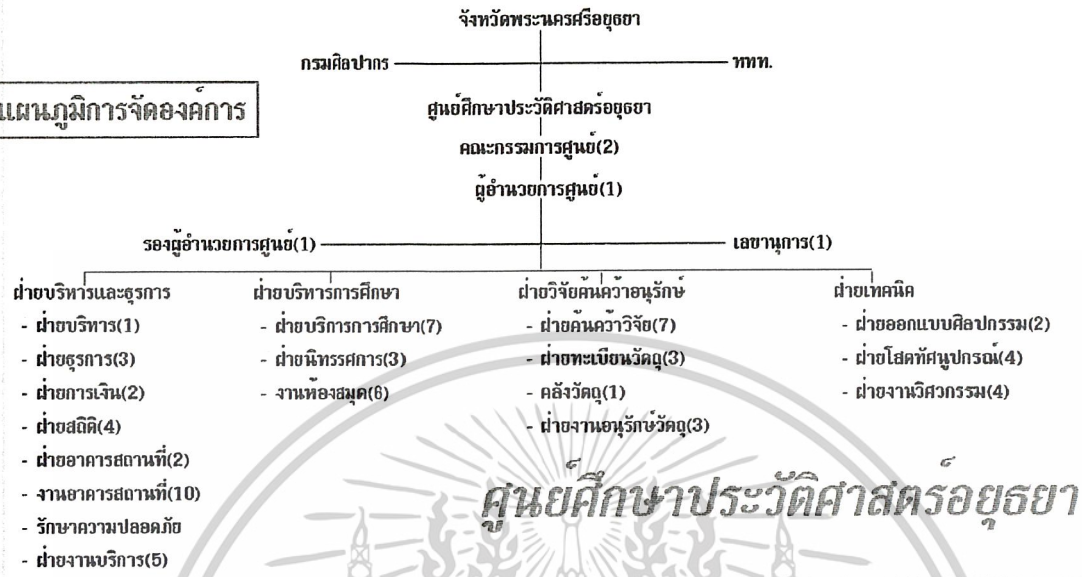 จังหวัดพระนครศรีอยุธยา
กรมศิลปากร ททท.
แผนภูมิการจัดองค์การ
ศูนย์ศึกษาประวัติศาสตร์อยุธยา
คณะกรรมการศูนย์(2)
ผู้อำนวยการศูนย์(1)
รองผู้อำนวยการศูนย์(1) เลขานุการ(1)
ฝ่ายบริหารและธุรการ ฝ่ายบริหารการศึกษา ฝ่ายวิจัยค้นคว้าอนุรักษ์ ฝ่ายเทคนิค
- ฝ่ายบริหาร(1) - ฝ่ายบริการการศึกษา(7) - ฝ่ายค้นคว้าวิจัย(7) - ฝ่ายออกแบบศิลปกรรม(2)
- ฝ่ายธุรการ(3) - ฝ่ายนิทรรศการ(3) - ฝ่ายทะเบียนวัตถุ(3) - ฝ่ายโสตทัศนูปกรณ์(4)
- ฝ่ายการเงิน(2) - งานห้องสมุด(6) - คลังวัตถุ(1) - ฝ่ายงานวิศวกรรม(4)
- ฝ่ายสถิติ(4) - ฝ่ายงานอนุรักษ์วัตถุ(3)
- ฝ่ายอาคารสถานที่(2)
- งานอาคารสถานที่(10)
- รักษาความปลอดภัย
- ฝ่ายงานบริการ(5)
ศูนย์ศึกษาประวัติศาสตร์อยุธยา